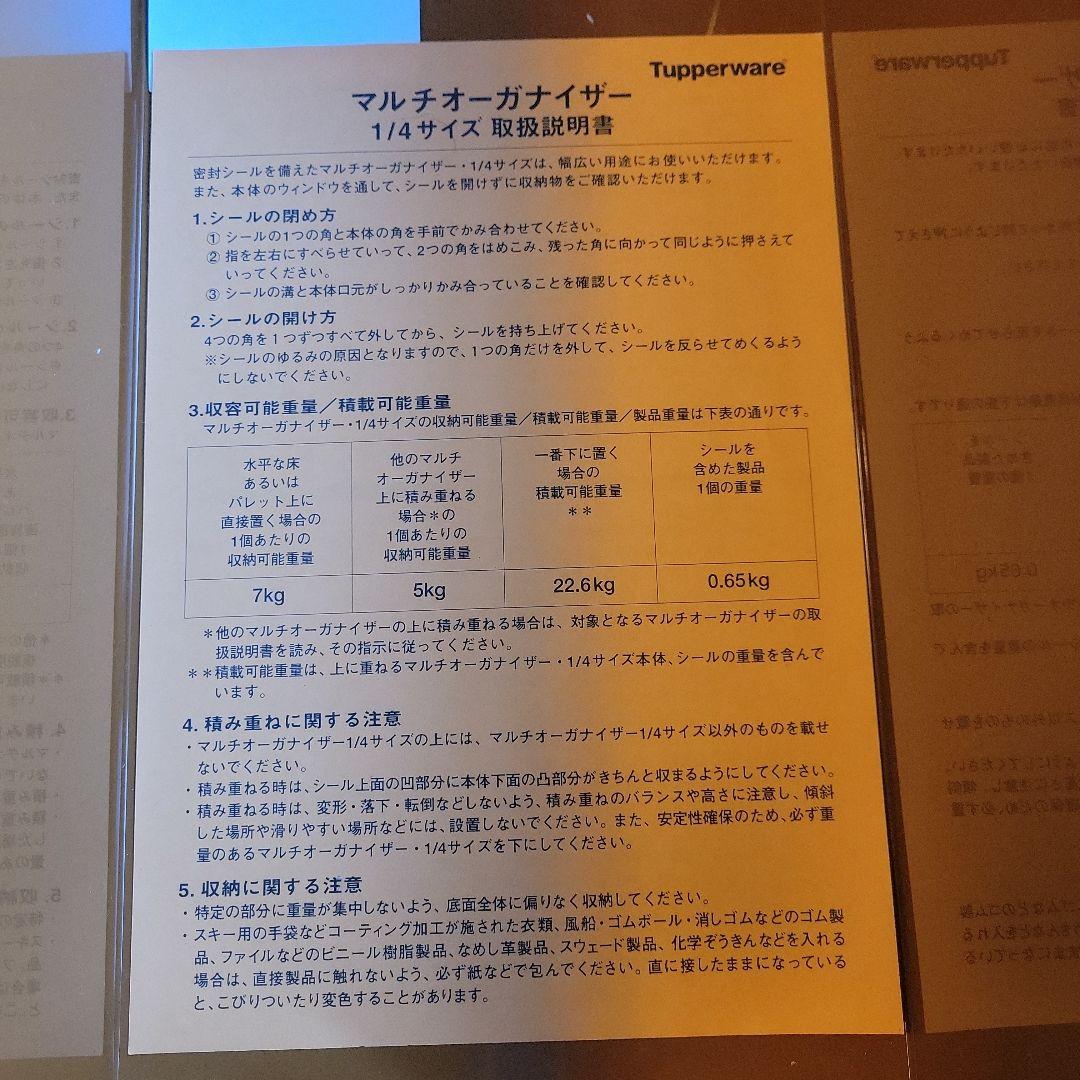 Tupperware
マルチオーガナイザー
1/4サイズ 取扱説明書
密封シールを備えたマルチオーガナイザー・1/4サイズは、幅広い用途にお使いいただけます。
また、本体のウィンドウを通して、シールを開けずに収納物をご確認いただけます。
1.シールの閉め方
① シールの1つの角と本体の角を手前でかみ合わせてください。
② 指を左右にすべらせていって、2つの角をはめこみ、残った角に向かって同じように押さえて
いってください。
③ シールの溝と本体口元がしっかりかみ合っていることを確認してください。
2.シールの開け方
4つの角を1つずつすべて外してから、シールを持ち上げてください。
※シールのゆるみの原因となりますので、1つの角だけを外して、シールを反らせてめくるよう
にしないでください。
3.収容可能重量／積載可能重量
マルチオーガナイザー・1/4サイズの収納可能重量／積載可能重量／製品重量は下表の通りです。
水平な床
あるいは
パレット上に
直接置く場合の
1個あたりの
収納可能重量
他のマルチ
オーガナイザー
上に積み重ねる
場合＊の
1個あたりの
収納可能重量
一番下に置く
場合の
積載可能重量
＊＊
シールを
含めた製品
1個の重量
7kg
5kg
22.6kg
0.65kg
＊他のマルチオーガナイザーの上に積み重ねる場合は、対象となるマルチオーガナイザーの取
扱説明書を読み、その指示に従ってください。
＊＊積載可能重量は、上に重ねるマルチオーガナイザー・1/4サイズ本体、シールの重量を含んで
います。
4. 積み重ねに関する注意
・マルチオーガナイザー1/4サイズの上には、マルチオーガナイザー1/4サイズ以外のものを載せ
ないでください。
・積み重ねる時は、シール上面の凹部分に本体下面の凸部分がきちんと収まるようにしてください。
・積み重ねる時は、変形・落下・転倒などしないよう、積み重ねのバランスや高さに注意し、傾斜
した場所や滑りやすい場所などには、設置しないでください。また、安定性確保のため、必ず重
量のあるマルチオーガナイザー・1/4サイズを下にしてください。
5. 収納に関する注意
・特定の部分に重量が集中しないよう、底面全体に偏りなく収納してください。
・スキー用の手袋などコーティング加工が施された衣類、風船・ゴムボール・消しゴムなどのゴム製
品、ファイルなどのビニール樹脂製品、なめし革製品、スウェード製品、化学ぞうきんなどを入れる
場合は、直接製品に触れないよう、必ず紙などで包んでください。直に接したままになっている
と、こびりついたり変色することがあります。